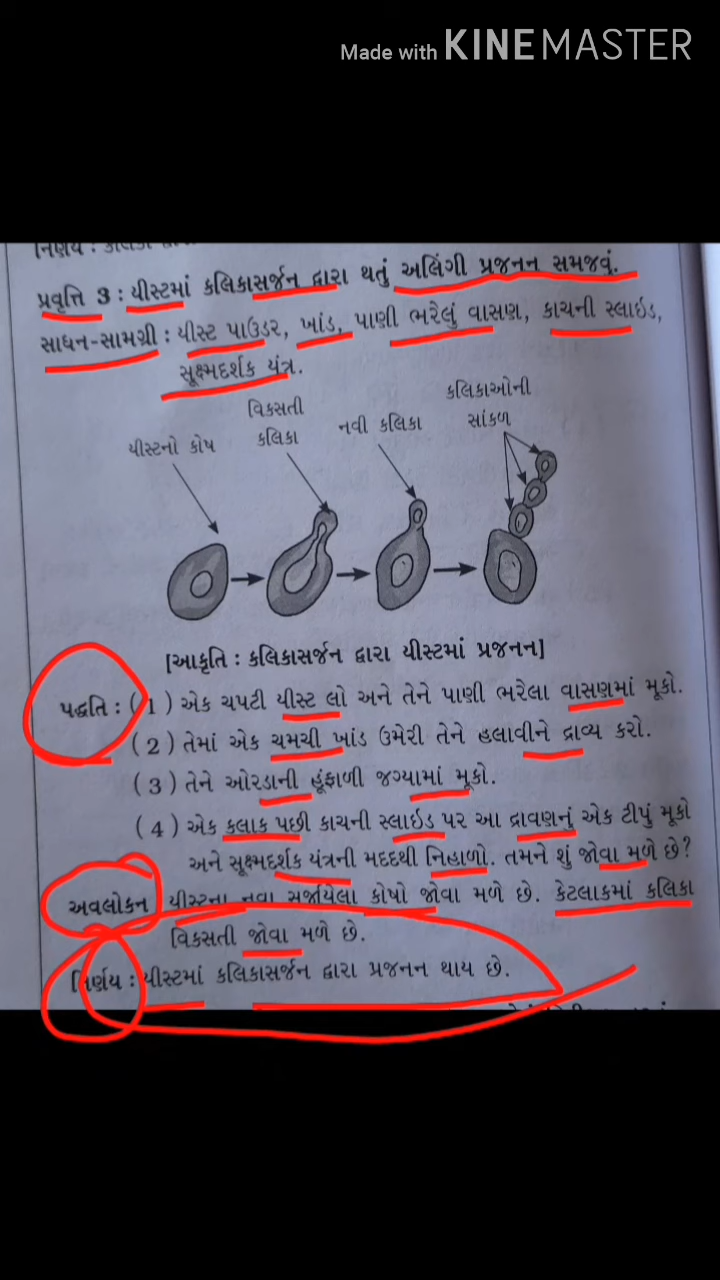 Made with KINEMASTER
નિર્ણય :
પ્રવૃત્તિ 3 : યીસ્ટમાં કલિકાસર્જન દ્વારા થતું અલિંગી પ્રજનન સમજવું.
સાધન-સામગ્રી : યીસ્ટ પાઉડર, ખાંડ, પાણી ભરેલું વાસણ, કાચની સ્લાઇડ,
સૂક્ષ્મદર્શક યંત્ર.
યીસ્ટનો કોષ
વિકસતી
કલિકા
નવી કલિકા
કલિકાઓની
સાંકળ
[આકૃતિ : કલિકાસર્જન દ્વારા યીસ્ટમાં પ્રજનન]
પદ્ધતિ : (1) એક ચપટી યીસ્ટ લો અને તેને પાણી ભરેલા વાસણમાં મૂકો.
(2) તેમાં એક ચમચી ખાંડ ઉમેરી તેને હલાવીને દ્રાવ્ય કરો.
(3) તેને ઓરડાની હૂંફાળી જગ્યામાં મૂકો.
(4) એક કલાક પછી કાચની સ્લાઇડ પર આ દ્રાવણનું એક ટીપું મૂકો
અને સૂક્ષ્મદર્શક યંત્રની મદદથી નિહાળો. તમને શું જોવા મળે છે?
અવલોકન યીસ્ટના નવા સર્જાયેલા કોષો જોવા મળે છે. કેટલાકમાં કલિકા
વિકસતી જોવા મળે છે.
નિર્ણય : યીસ્ટમાં કલિકાસર્જન દ્વારા પ્રજનન થાય છે.